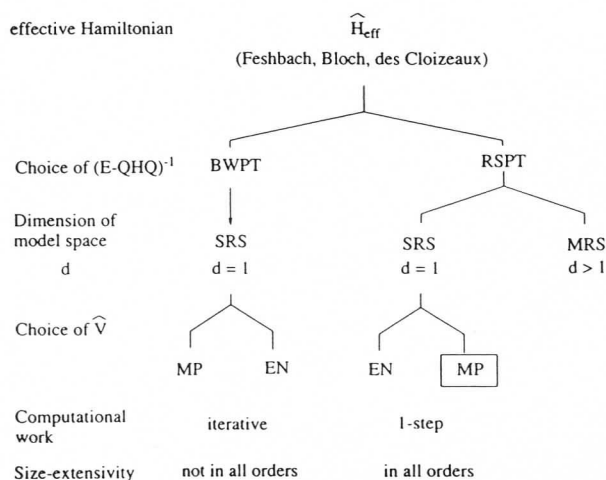 effective Hamiltonian Ĥeff
(Feshbach, Bloch, des Cloizeaux)
Choice of (E-QHQ)⁻¹ BWPT RSPT
Dimension of
model space SRS SRS MRS
d d = 1 d = 1 d > 1
Choice of V̂
MP EN EN MP
Computational
work iterative 1-step
Size-extensivity not in all orders in all orders